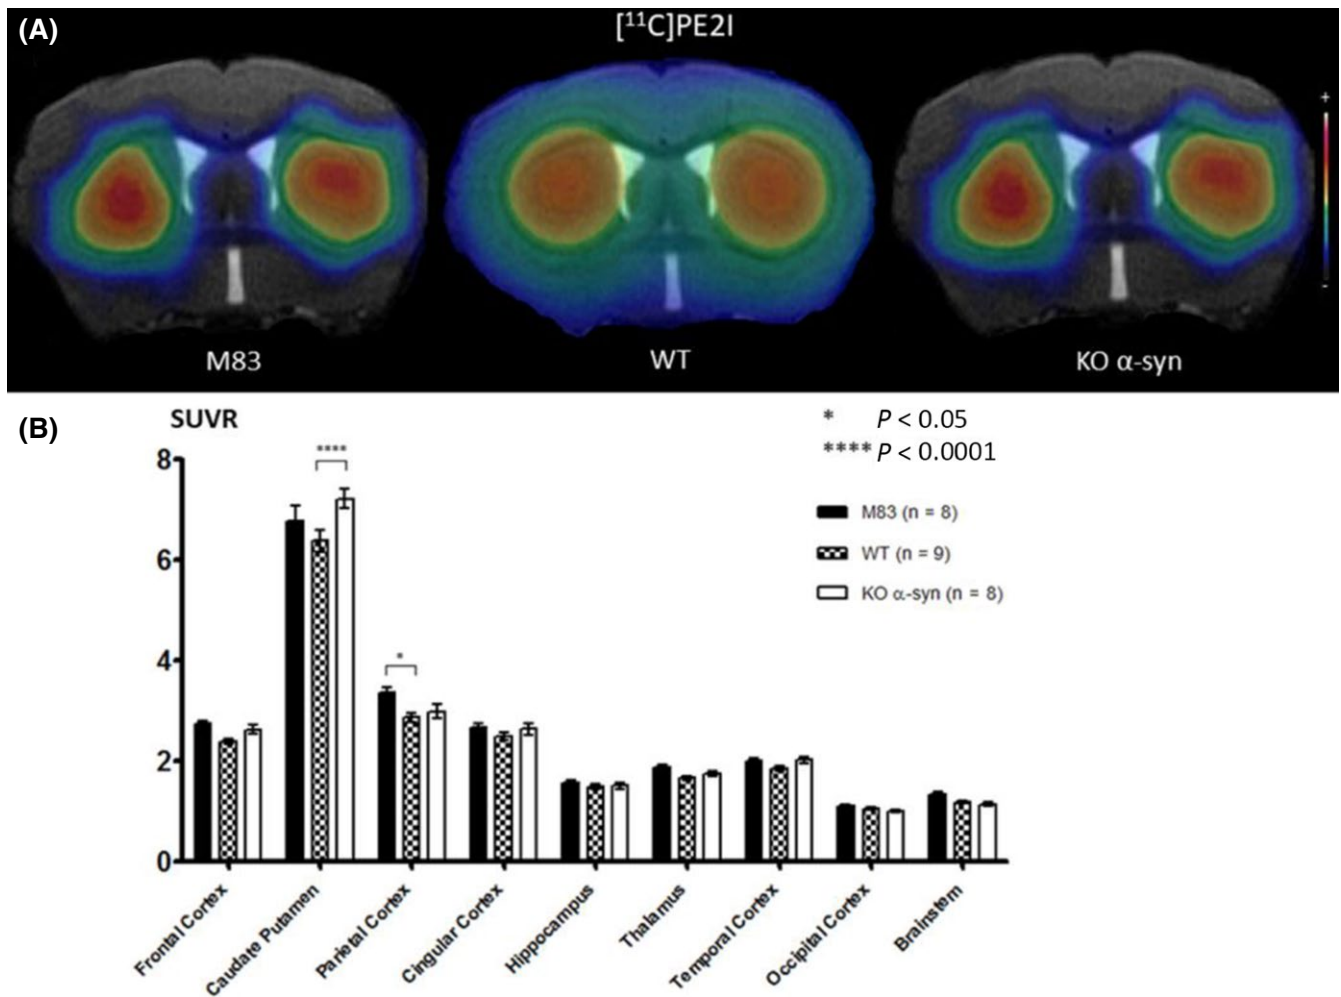 (A)
[¹¹C]PE2I
+
-
M83
WT
KO α-syn
(B)
SUVR
* P < 0.05
**** P < 0.0001
M83 (n = 8)
WT (n = 9)
KO α-syn (n = 8)
****
*
8
6
4
2
0
Frontal Cortex
Caudate Putamen
Parietal Cortex
Cingular Cortex
Hippocampus
Thalamus
Temporal Cortex
Occipital Cortex
Brainstem